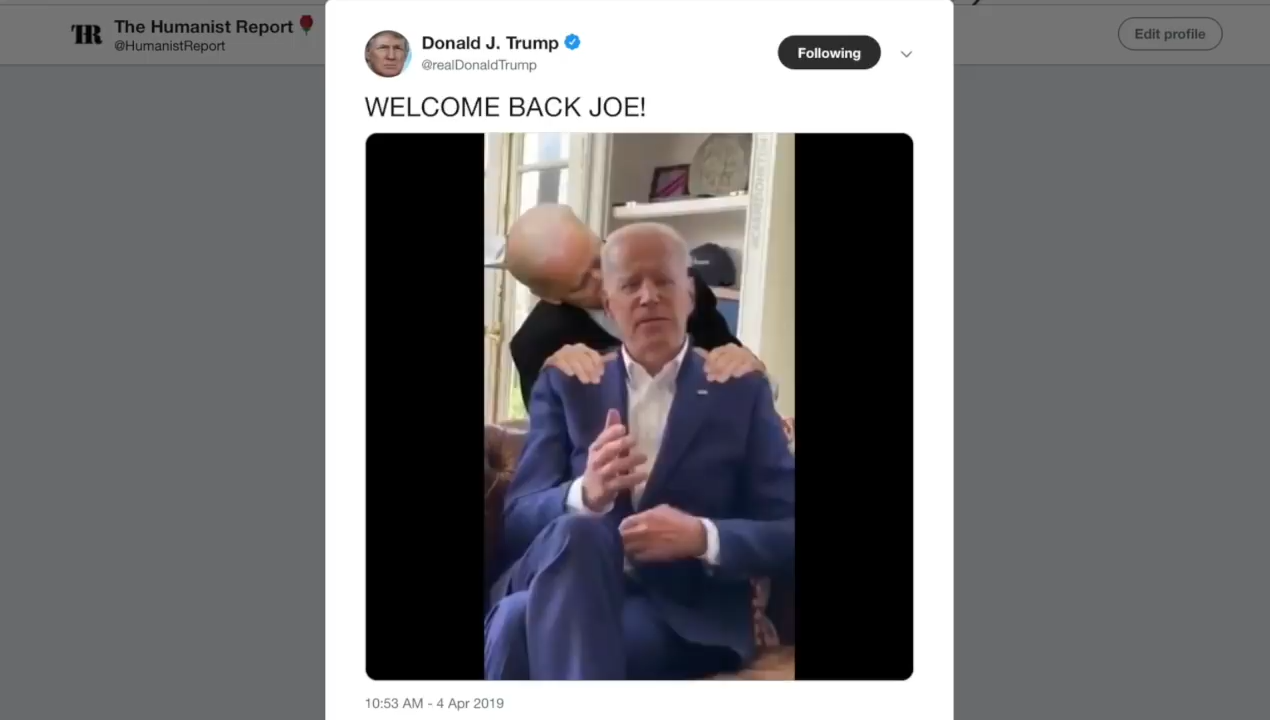 The Humanist Report
@HumanistReport
Edit profile
Donald J. Trump
@realDonaldTrump
Following
WELCOME BACK JOE!
10:53 AM - 4 Apr 2019